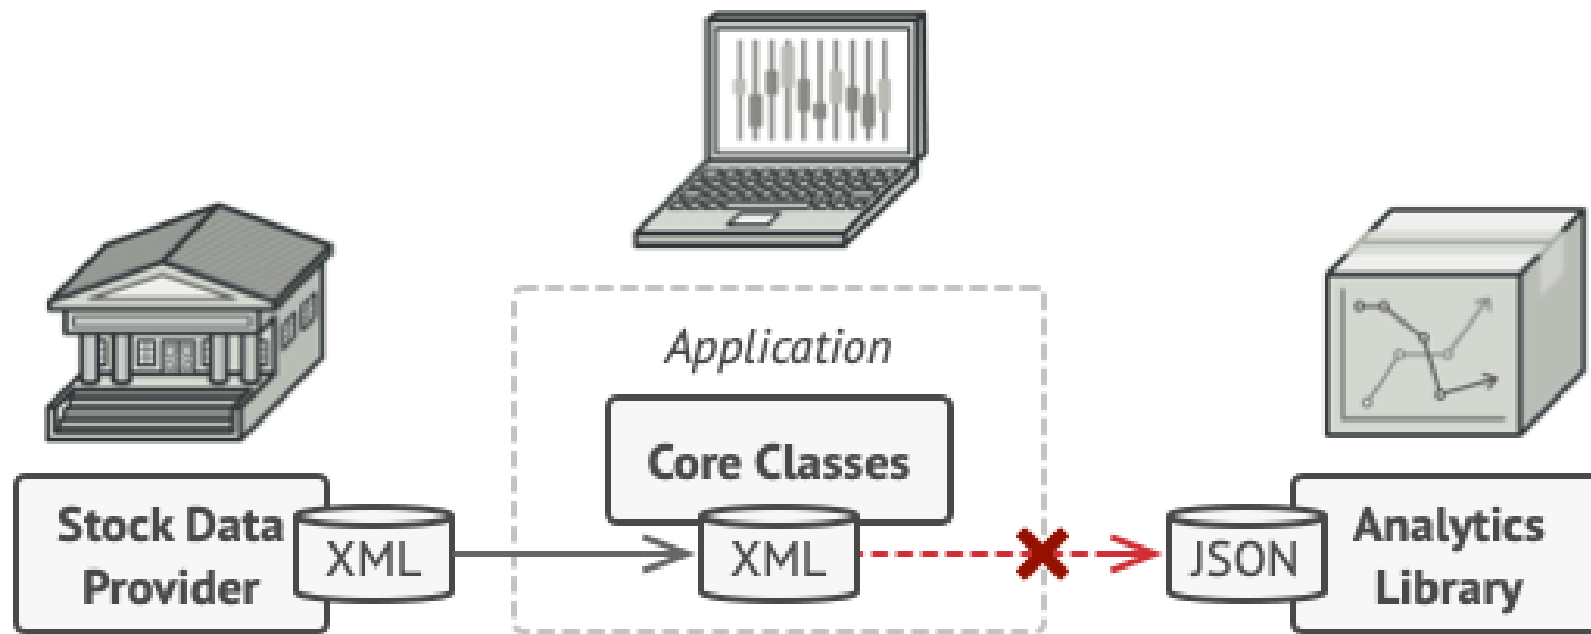 Application
Core Classes
Stock Data
Provider
XML
XML
JSON
Analytics
Library